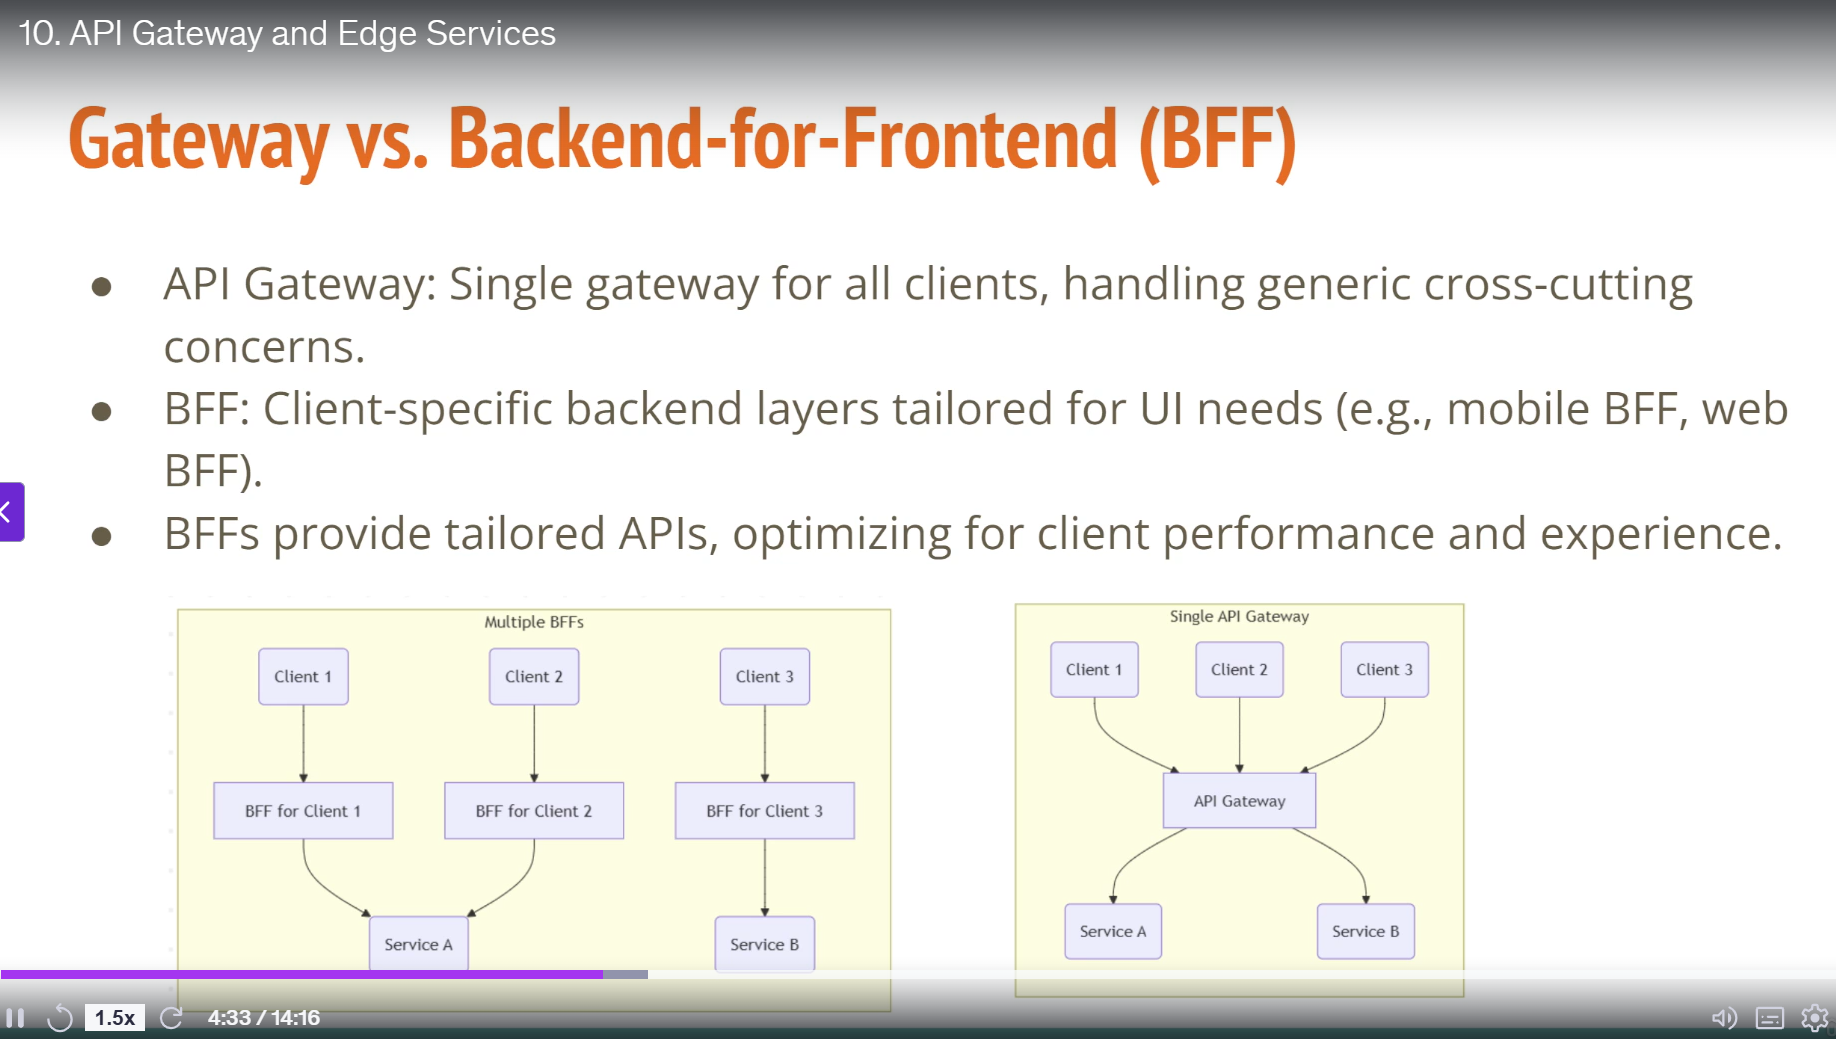 10. API Gateway and Edge Services
Gateway vs. Backend-for-Frontend (BFF)
● API Gateway: Single gateway for all clients, handling generic cross-cutting
concerns.
● BFF: Client-specific backend layers tailored for UI needs (e.g., mobile BFF, web
BFF).
● BFFs provide tailored APIs, optimizing for client performance and experience.
Multiple BFFs
Client 1
Client 2
Client 3
BFF for Client 1
BFF for Client 2
BFF for Client 3
Service A
Service B
Single API Gateway
Client 1
Client 2
Client 3
API Gateway
Service A
Service B
1.5x
4:33 / 14:16